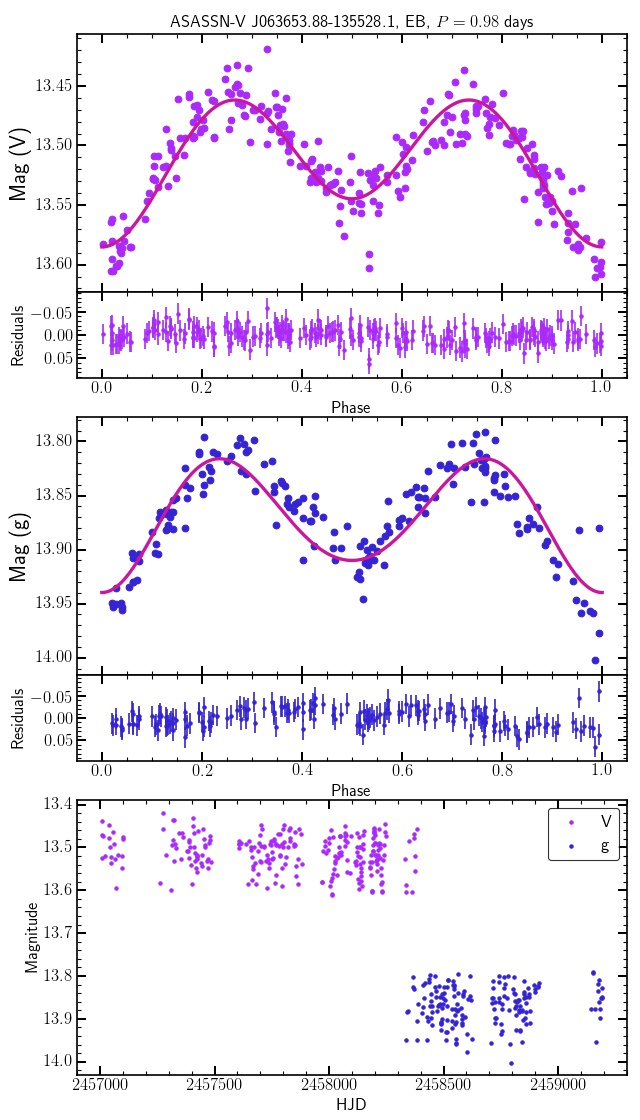 ASASSN-V J063653.88-135528.1, EB, P = 0.98 days
Mag (V)
13.45
13.50
13.55
13.60
Residuals
−0.05
0.00
0.05
0.0 0.2 0.4 0.6 0.8 1.0
Phase
Mag (g)
13.80
13.85
13.90
13.95
14.00
Residuals
−0.05
0.00
0.05
0.0 0.2 0.4 0.6 0.8 1.0
Phase
Magnitude
13.4
13.5
13.6
13.7
13.8
13.9
14.0
V
g
2457000 2457500 2458000 2458500 2459000
HJD